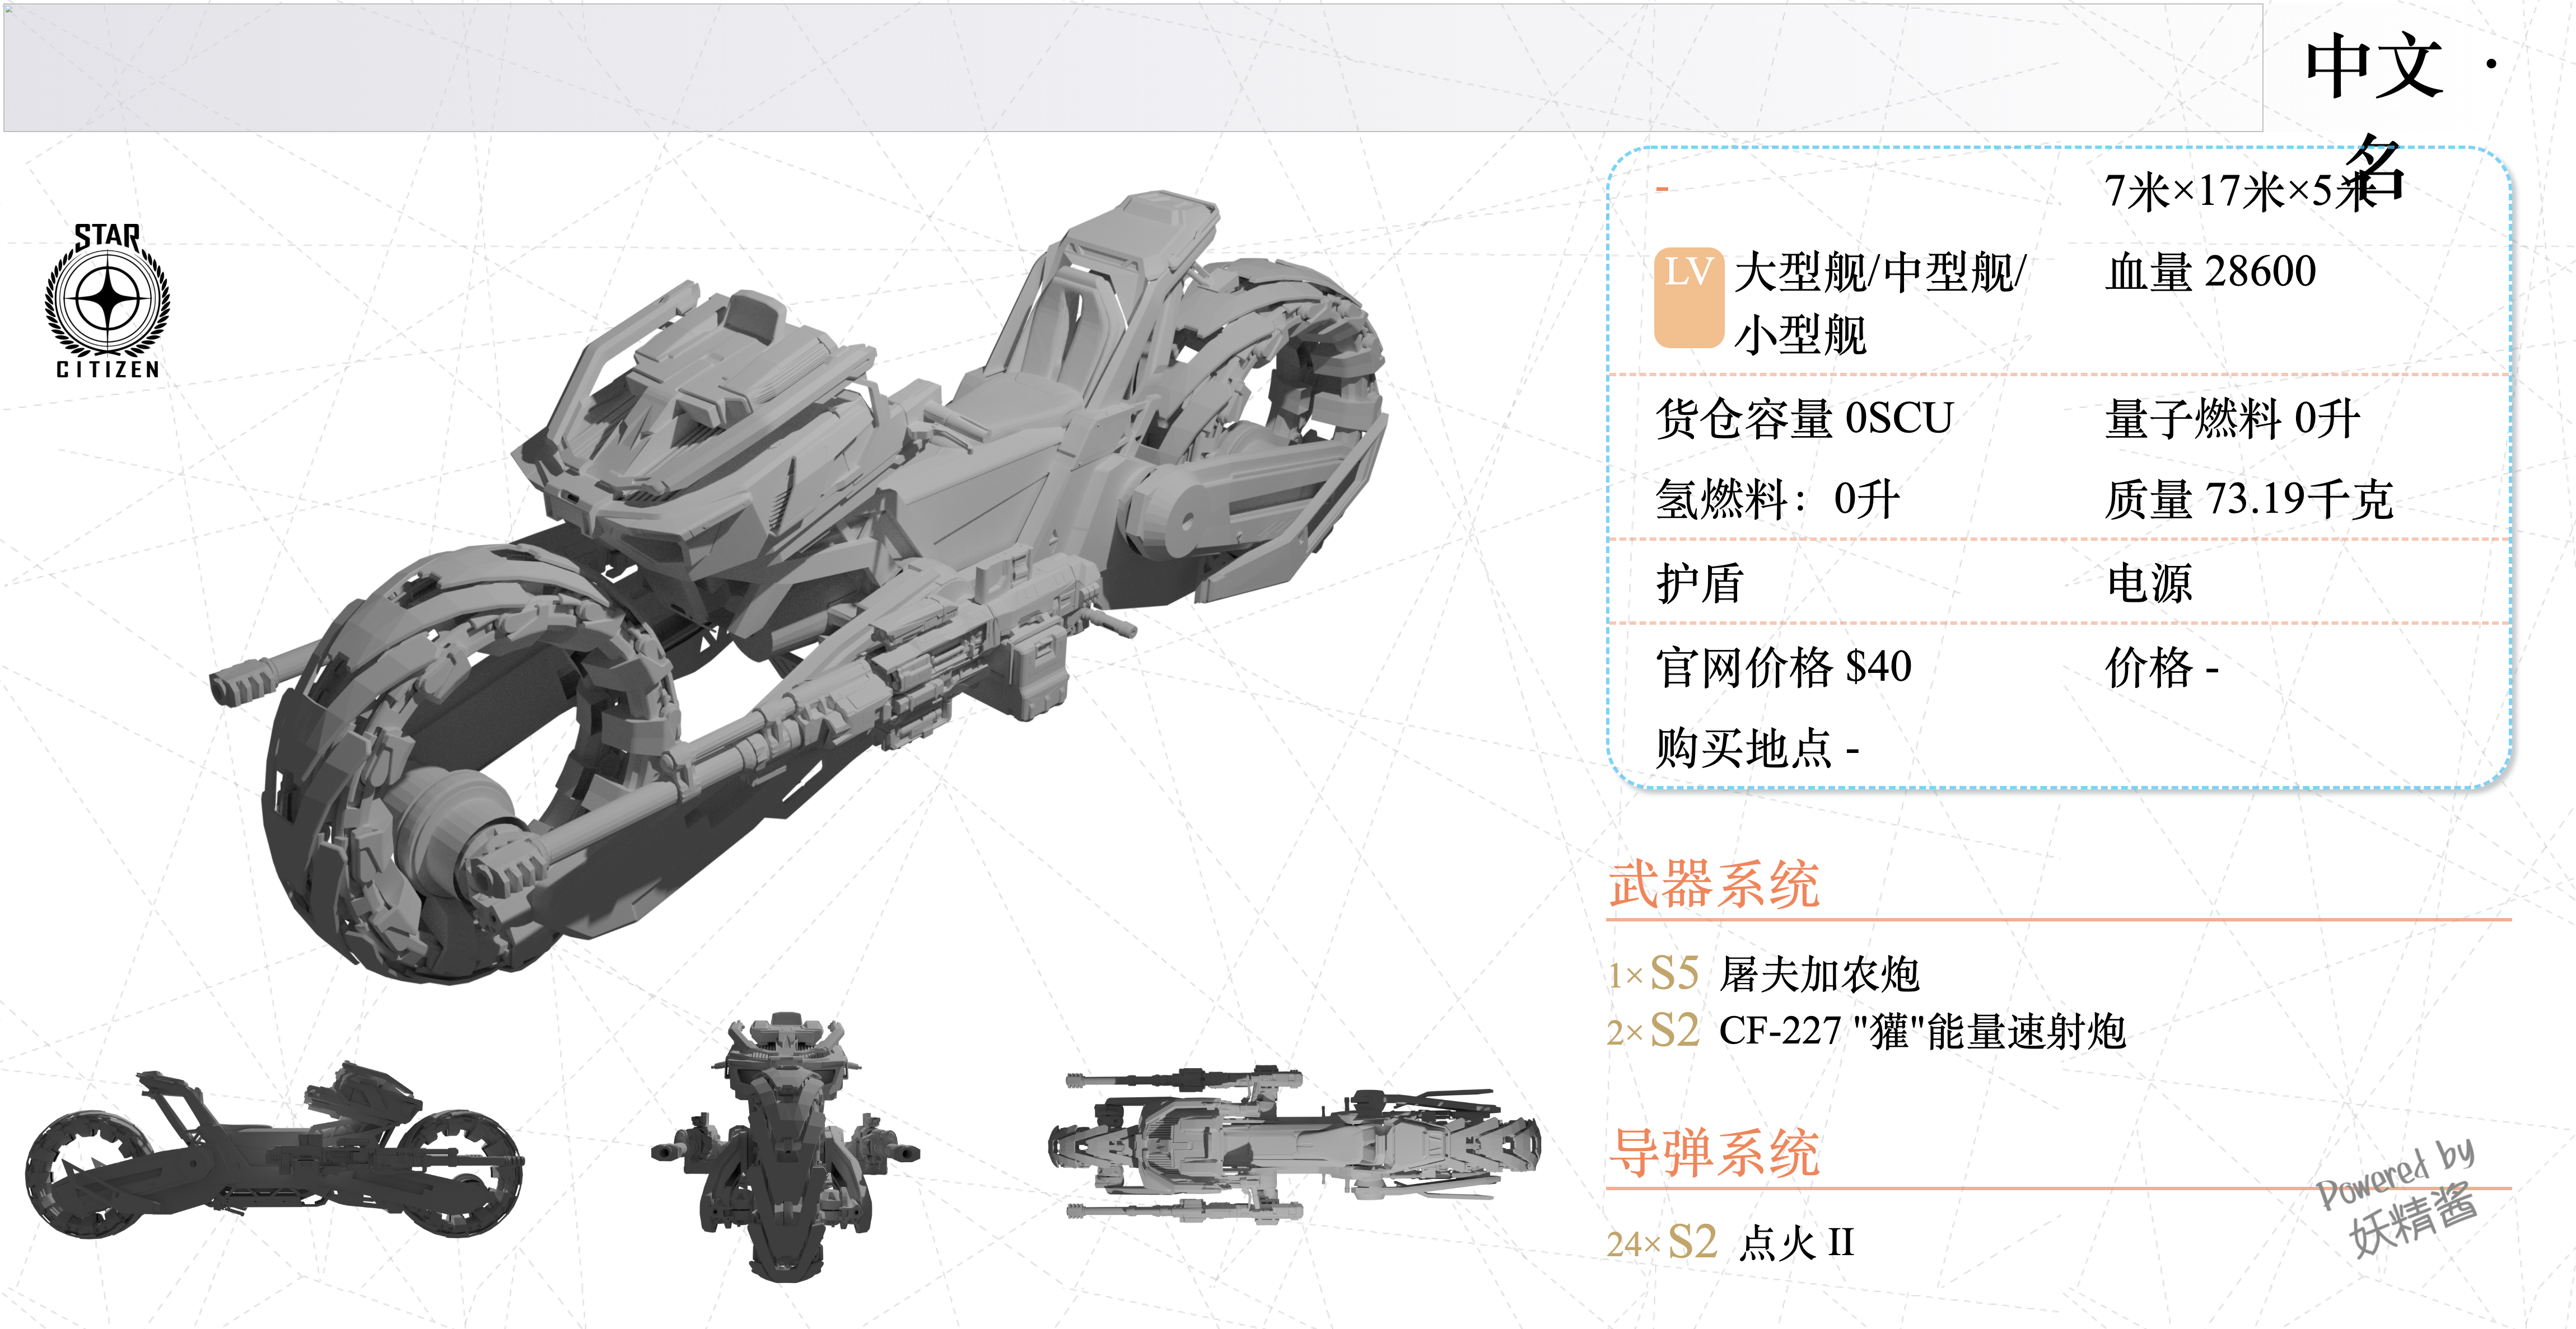 中文 ·
名
STAR
CITIZEN
-
7米×17米×5米
LV 大型舰/中型舰/
小型舰
血量 28600
货仓容量 0SCU
量子燃料 0升
氢燃料：0升
质量 73.19千克
护盾
电源
官网价格 $40
价格 -
购买地点 -
武器系统
1× S5 屠夫加农炮
2× S2 CF-227 "獾"能量速射炮
导弹系统
24× S2 点火 II
Powered by
妖精酱